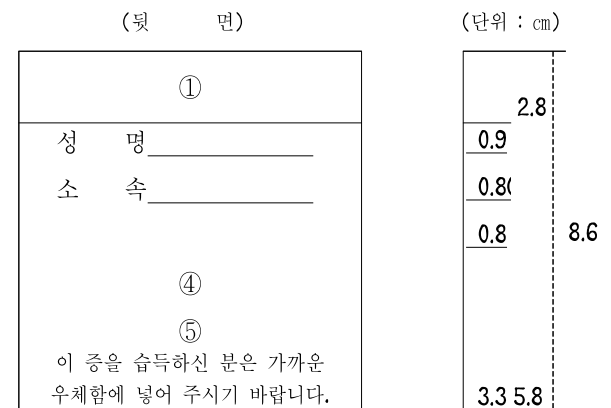 (뒷 면) (단위 : ㎝)
①
2.8
성 명 0.9
소 속 0.80
0.8 8.6
④
⑤
이 증을 습득하신 분은 가까운
우체함에 넣어 주시기 바랍니다. 3.3 5.8